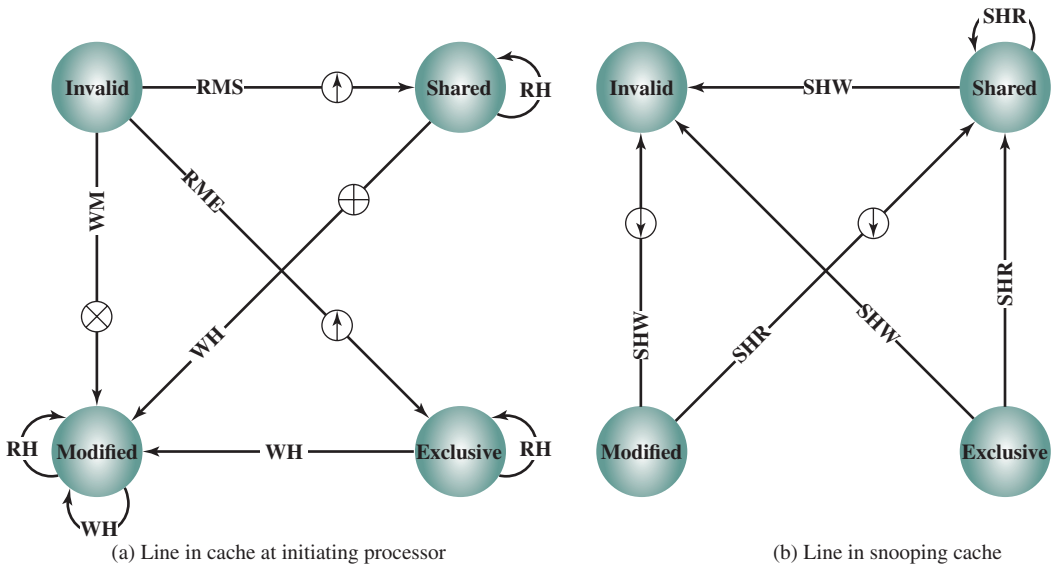 SHR
Invalid
RMS
Shared
RH
Invalid
SHW
Shared
RME
WM
SHR
WH
SHW
SHR
SHW
RH
Modified
WH
Exclusive
RH
Modified
Exclusive
WH
(a) Line in cache at initiating processor
(b) Line in snooping cache